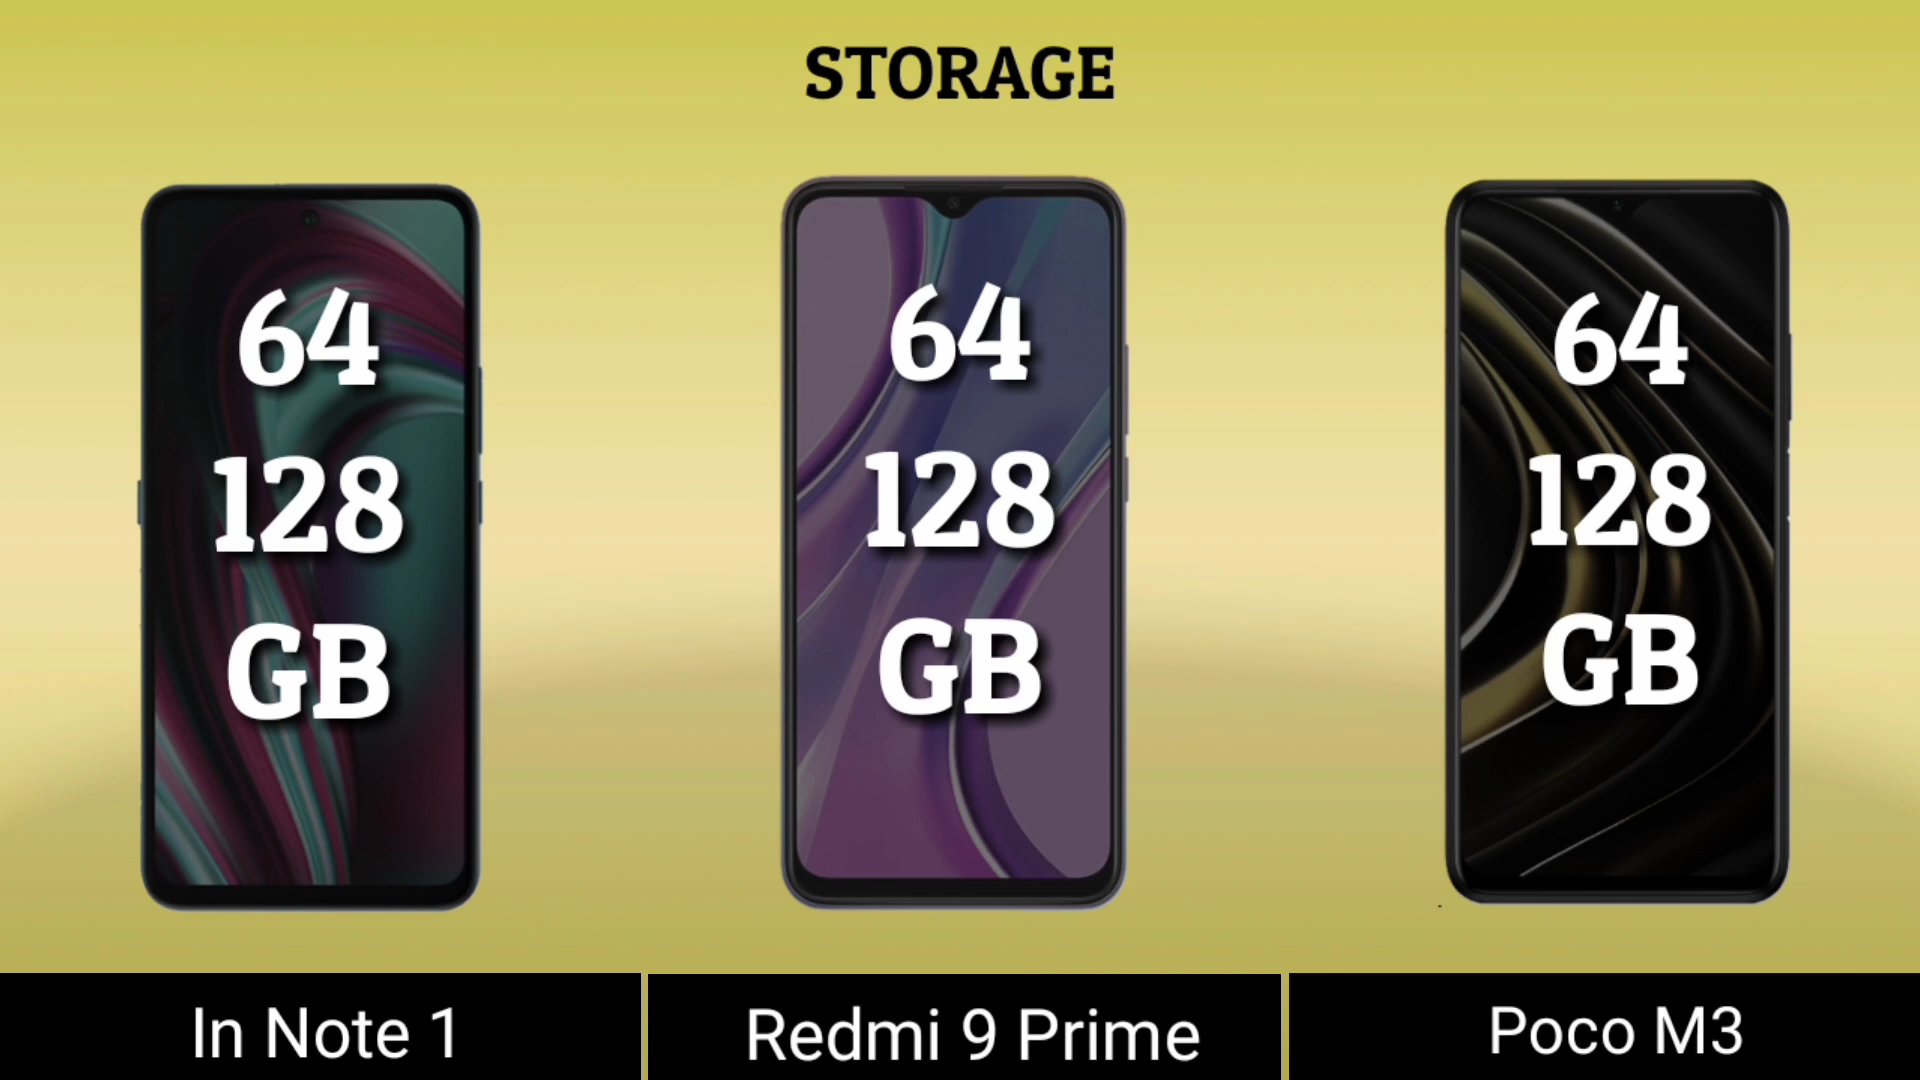 STORAGE
64
128
GB
64
128
GB
64
128
GB
In Note 1
Redmi 9 Prime
Poco M3